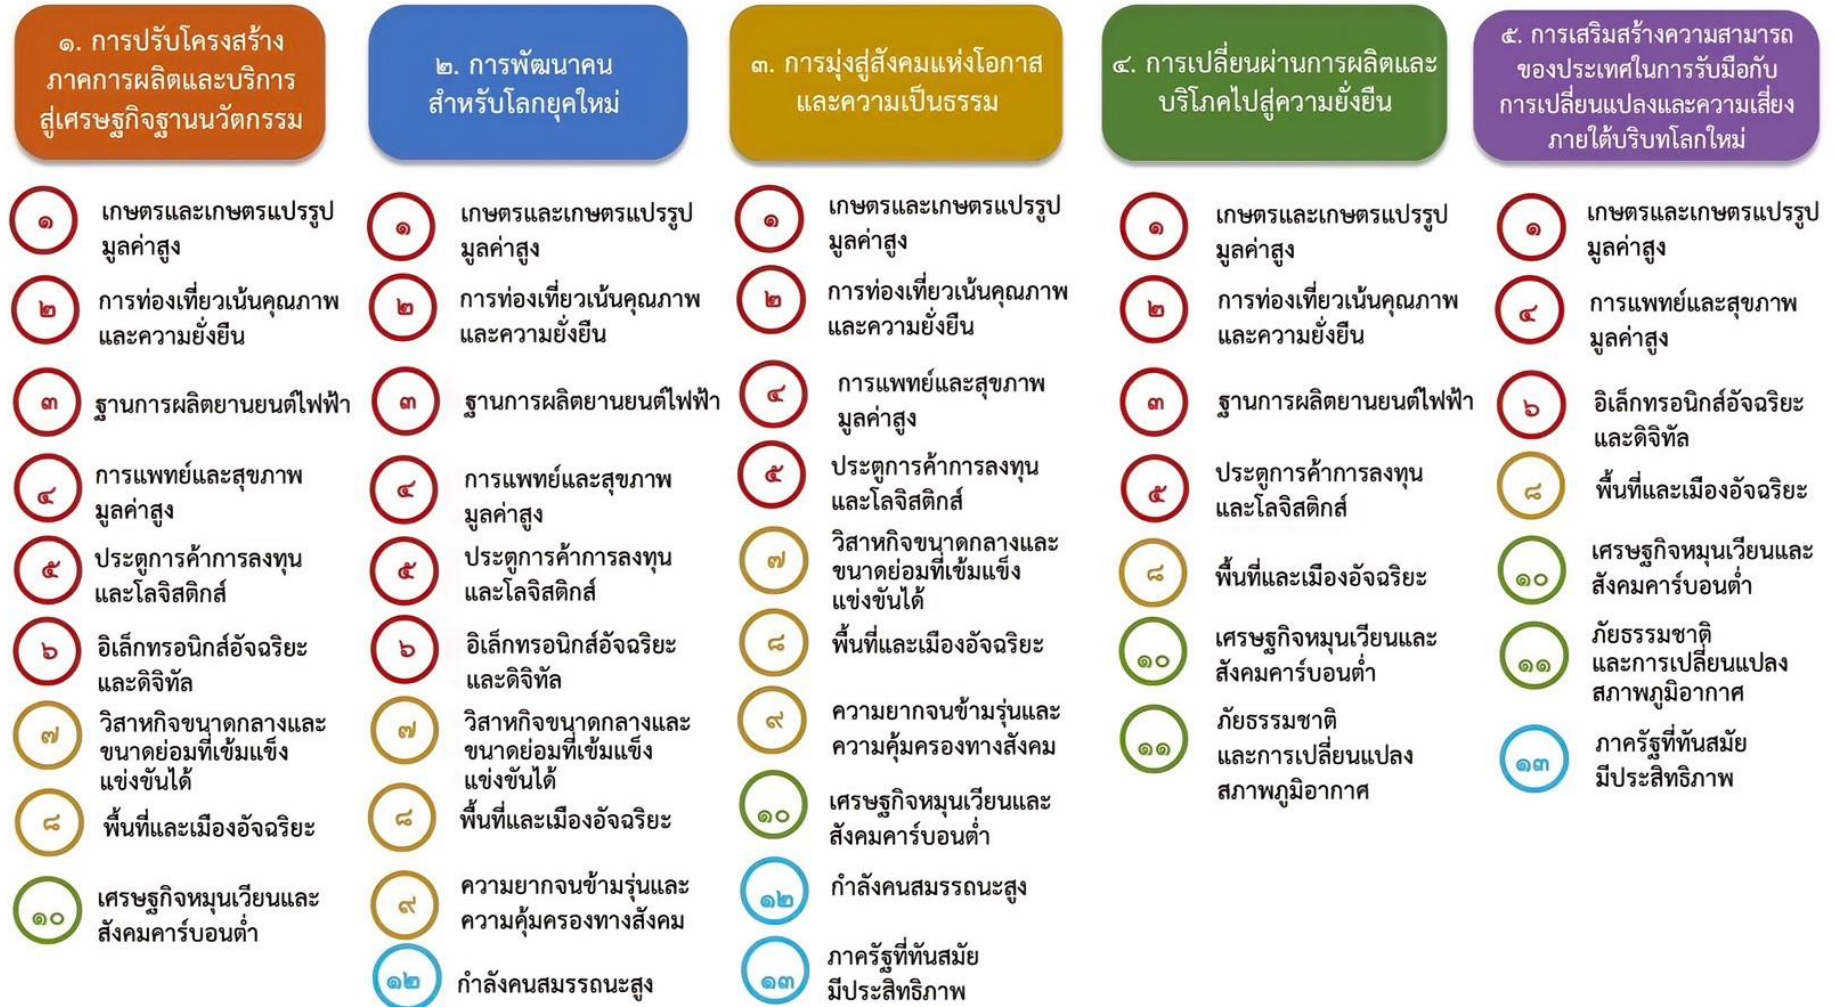 ๑. การปรับโครงสร้าง
ภาคการผลิตและบริการ
สู่เศรษฐกิจฐานนวัตกรรม
๑
เกษตรและเกษตรแปรรูป
มูลค่าสูง
๒
การท่องเที่ยวเน้นคุณภาพ
และความยั่งยืน
๓
ฐานการผลิตยานยนต์ไฟฟ้า
๔
การแพทย์และสุขภาพ
มูลค่าสูง
๕
ประตูการค้าการลงทุน
และโลจิสติกส์
๖
อิเล็กทรอนิกส์อัจฉริยะ
และดิจิทัล
๗
วิสาหกิจขนาดกลางและ
ขนาดย่อมที่เข้มแข็ง
แข่งขันได้
๘
พื้นที่และเมืองอัจฉริยะ
๑๐
เศรษฐกิจหมุนเวียนและ
สังคมคาร์บอนต่ำ
๒. การพัฒนาคน
สำหรับโลกยุคใหม่
๑
เกษตรและเกษตรแปรรูป
มูลค่าสูง
๒
การท่องเที่ยวเน้นคุณภาพ
และความยั่งยืน
๓
ฐานการผลิตยานยนต์ไฟฟ้า
๔
การแพทย์และสุขภาพ
มูลค่าสูง
๕
ประตูการค้าการลงทุน
และโลจิสติกส์
๖
อิเล็กทรอนิกส์อัจฉริยะ
และดิจิทัล
๗
วิสาหกิจขนาดกลางและ
ขนาดย่อมที่เข้มแข็ง
แข่งขันได้
๘
พื้นที่และเมืองอัจฉริยะ
๙
ความยากจนข้ามรุ่นและ
ความคุ้มครองทางสังคม
๑๒
กำลังคนสมรรถนะสูง
๓. การมุ่งสู่สังคมแห่งโอกาส
และความเป็นธรรม
๑
เกษตรและเกษตรแปรรูป
มูลค่าสูง
๒
การท่องเที่ยวเน้นคุณภาพ
และความยั่งยืน
๔
การแพทย์และสุขภาพ
มูลค่าสูง
๕
ประตูการค้าการลงทุน
และโลจิสติกส์
๗
วิสาหกิจขนาดกลางและ
ขนาดย่อมที่เข้มแข็ง
แข่งขันได้
๘
พื้นที่และเมืองอัจฉริยะ
๙
ความยากจนข้ามรุ่นและ
ความคุ้มครองทางสังคม
๑๐
เศรษฐกิจหมุนเวียนและ
สังคมคาร์บอนต่ำ
๑๒
กำลังคนสมรรถนะสูง
๑๓
ภาครัฐที่ทันสมัย
มีประสิทธิภาพ
๔. การเปลี่ยนผ่านการผลิตและ
บริโภคไปสู่ความยั่งยืน
๑
เกษตรและเกษตรแปรรูป
มูลค่าสูง
๒
การท่องเที่ยวเน้นคุณภาพ
และความยั่งยืน
๓
ฐานการผลิตยานยนต์ไฟฟ้า
๕
ประตูการค้าการลงทุน
และโลจิสติกส์
๘
พื้นที่และเมืองอัจฉริยะ
๑๐
เศรษฐกิจหมุนเวียนและ
สังคมคาร์บอนต่ำ
๑๑
ภัยธรรมชาติ
และการเปลี่ยนแปลง
สภาพภูมิอากาศ
๕. การเสริมสร้างความสามารถ
ของประเทศในการรับมือกับ
การเปลี่ยนแปลงและความเสี่ยง
ภายใต้บริบทโลกใหม่
๑
เกษตรและเกษตรแปรรูป
มูลค่าสูง
๔
การแพทย์และสุขภาพ
มูลค่าสูง
๖
อิเล็กทรอนิกส์อัจฉริยะ
และดิจิทัล
๘
พื้นที่และเมืองอัจฉริยะ
๑๐
เศรษฐกิจหมุนเวียนและ
สังคมคาร์บอนต่ำ
๑๑
ภัยธรรมชาติ
และการเปลี่ยนแปลง
สภาพภูมิอากาศ
๑๓
ภาครัฐที่ทันสมัย
มีประสิทธิภาพ